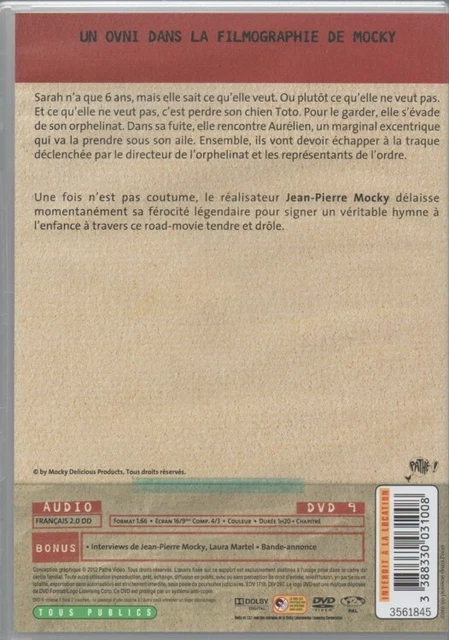 UN OVNI DANS LA FILMOGRAPHIE DE MOCKY
Sarah n'a que 6 ans, mais elle sait ce qu'elle veut. Ou plutôt ce qu'elle ne veut pas.
Et ce qu'elle ne veut pas, c'est perdre son chien Toto. Pour le garder, elle s'évade
de son orphelinat. Dans sa fuite, elle rencontre Aurélien, un marginal excentrique
qui va la prendre sous son aile. Ensemble, ils vont devoir échapper à la traque
déclenchée par le directeur de l'orphelinat et les représentants de l'ordre.
Une fois n'est pas coutume, le réalisateur Jean-Pierre Mocky délaisse
momentanément sa férocité légendaire pour signer un véritable hymne à
l'enfance à travers ce road-movie tendre et drôle.
© by Mocky Delicious Products. Tous droits réservés.
PATHÉ!
AUDIO
DVD 9
FRANÇAIS 2.0 DD
FORMAT 1.66 • ÉCRAN 16/9ème COMP. 4/3 • COULEUR • DURÉE 1H20 • CHAPITRÉ
BONUS
• Interviews de Jean-Pierre Mocky, Laura Martel • Bande-annonce
TOUS PUBLICS
DOLBY
DVD
PAL
INTERDIT À LA LOCATION
3 388330 031008
3561845